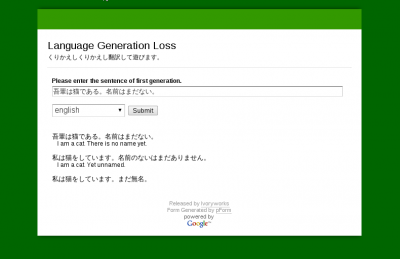 Language Generation Loss
くりかえしくりかえし翻訳して遊びます。
Please enter the sentence of first generation.
吾輩は猫である。名前はまだない。
english
Submit
吾輩は猫である。名前はまだない。
I am a cat. There is no name yet.
私は猫をしています。名前のないはまだありません。
I am a cat. Yet unnamed.
私は猫をしています。まだ無名。
Released by ivoryworks
Form Generated by pForm
powered by
Google